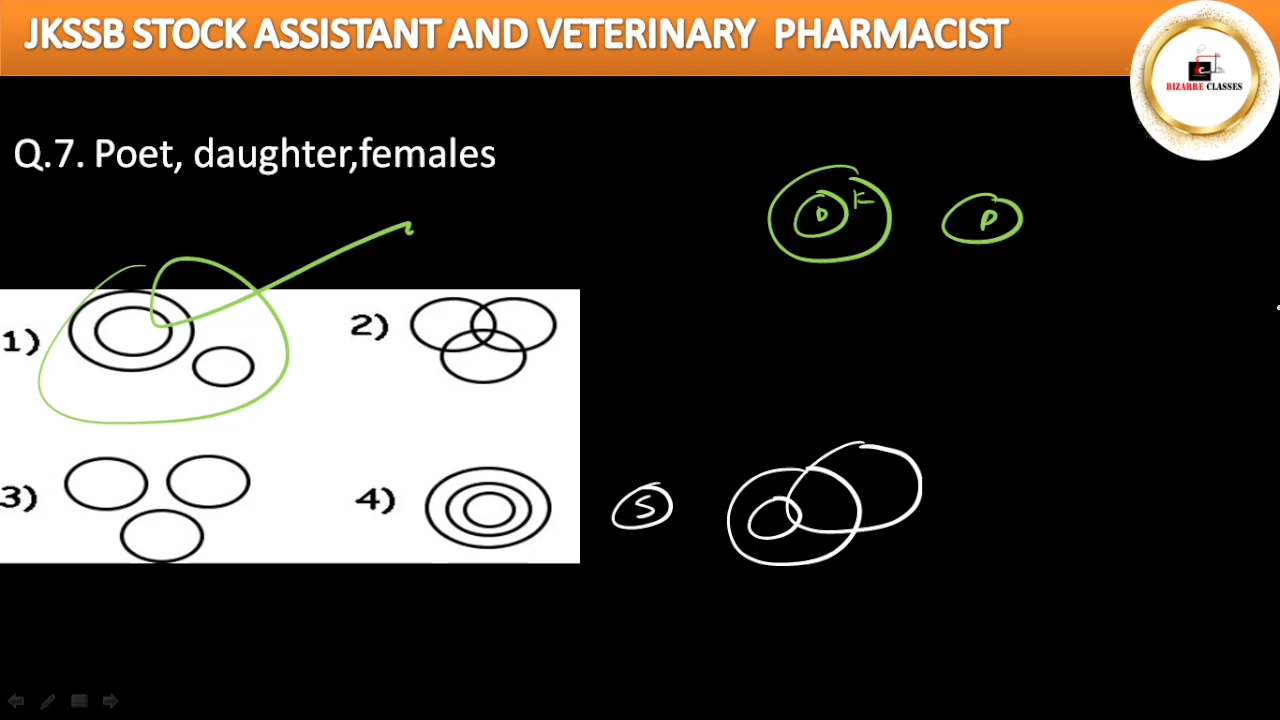 JKSSB STOCK ASSISTANT AND VETERINARY PHARMACIST
BIZARRE CLASSES
Q.7. Poet, daughter,females
D F P
1) 2)
3) 4)
S